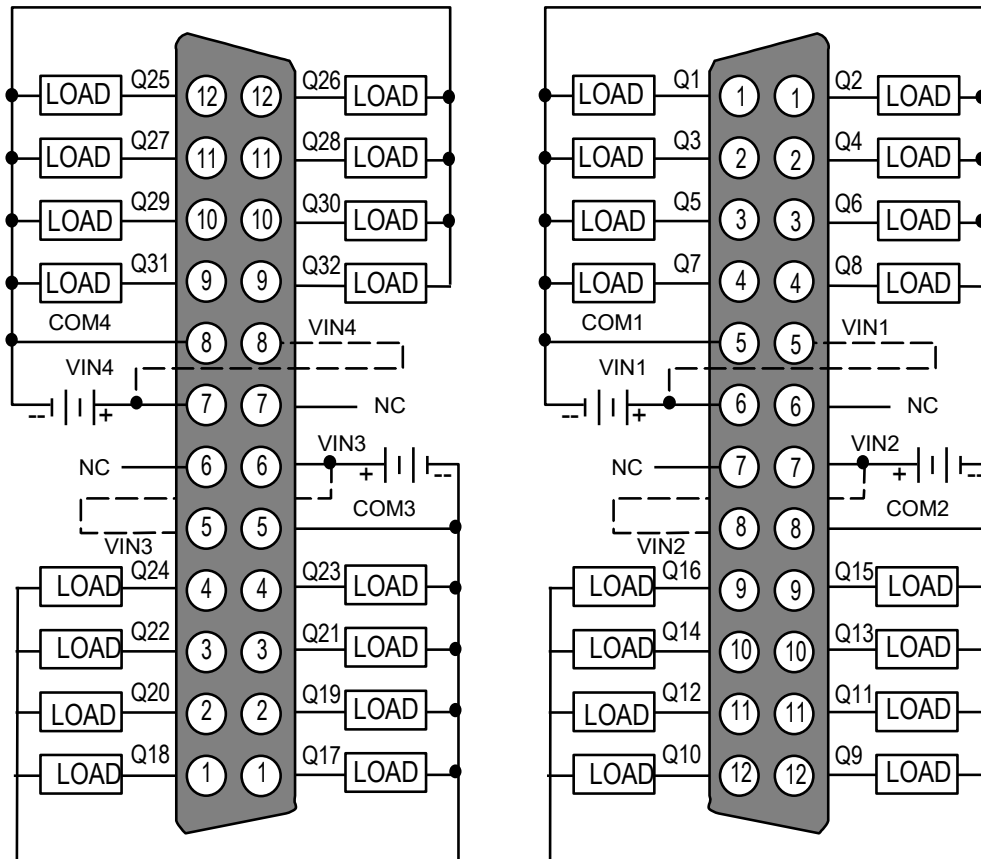 LOAD Q25 12 12 Q26 LOAD
LOAD Q27 11 11 Q28 LOAD
LOAD Q29 10 10 Q30 LOAD
LOAD Q31 9 9 Q32 LOAD
COM4 8 8 VIN4
VIN4
-- + 7 7 NC
NC 6 6 VIN3 + --
COM3
5 5
VIN3
LOAD Q24 4 4 Q23 LOAD
LOAD Q22 3 3 Q21 LOAD
LOAD Q20 2 2 Q19 LOAD
LOAD Q18 1 1 Q17 LOAD
LOAD Q1 1 1 Q2 LOAD
LOAD Q3 2 2 Q4 LOAD
LOAD Q5 3 3 Q6 LOAD
LOAD Q7 4 4 Q8 LOAD
COM1 5 5 VIN1
VIN1
-- + 6 6 NC
NC 7 7 VIN2 + --
COM2
8 8
VIN2
LOAD Q16 9 9 Q15 LOAD
LOAD Q14 10 10 Q13 LOAD
LOAD Q12 11 11 Q11 LOAD
LOAD Q10 12 12 Q9 LOAD